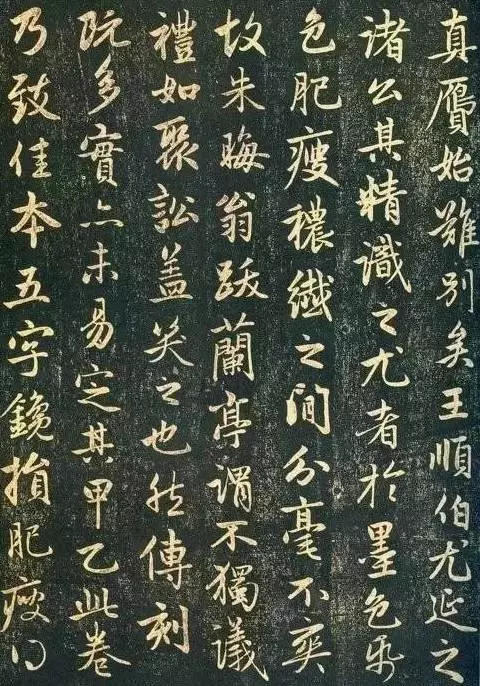 真贋始難別矣王順伯尤延之
諸公其精識之尤者於墨色帋
色肥瘦穠纖之間分毫不爽
故朱晦翁跋蘭亭謂不獨議
禮如聚訟蓋笑之也然傳刻
既多實亦未易定其甲乙此卷
乃致佳本五字鑱損肥瘦得